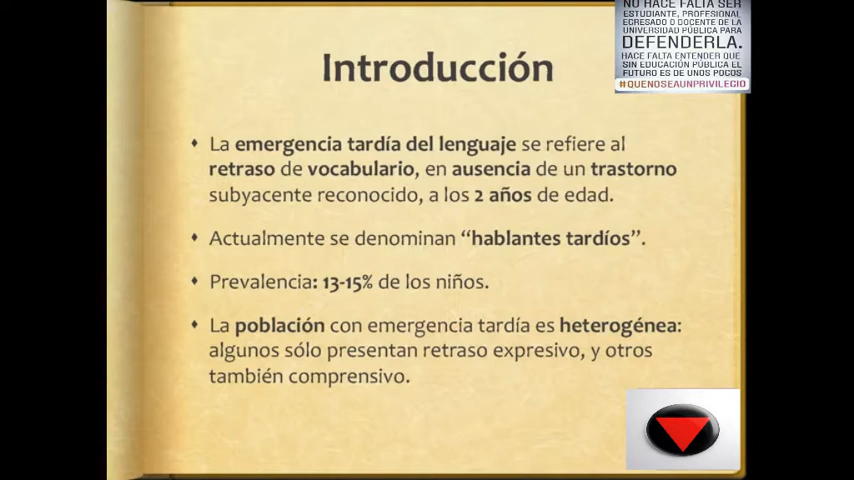 NO HACE FALTA SER
ESTUDIANTE, PROFESIONAL
EGRESADO O DOCENTE DE LA
UNIVERSIDAD PÚBLICA PARA
DEFENDERLA.
HACE FALTA ENTENDER QUE
SIN EDUCACIÓN PÚBLICA EL
FUTURO ES DE UNOS POCOS
#QUENOSEAUNPRIVILEGIO
Introducción
La emergencia tardía del lenguaje se refiere al
retraso de vocabulario, en ausencia de un trastorno
subyacente reconocido, a los 2 años de edad.
Actualmente se denominan “hablantes tardíos”.
Prevalencia: 13-15% de los niños.
La población con emergencia tardía es heterogénea:
algunos sólo presentan retraso expresivo, y otros
también comprensivo.